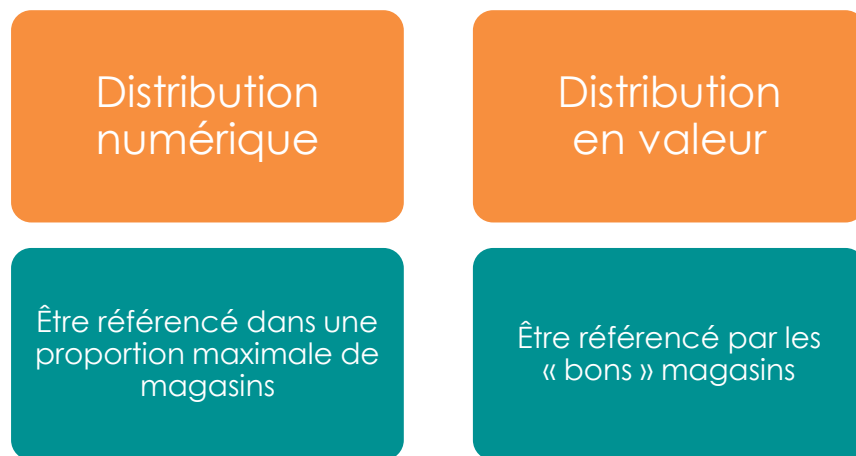 Distribution
numérique
Distribution
en valeur
Être référencé dans une
proportion maximale de
magasins
Être référencé par les
« bons » magasins